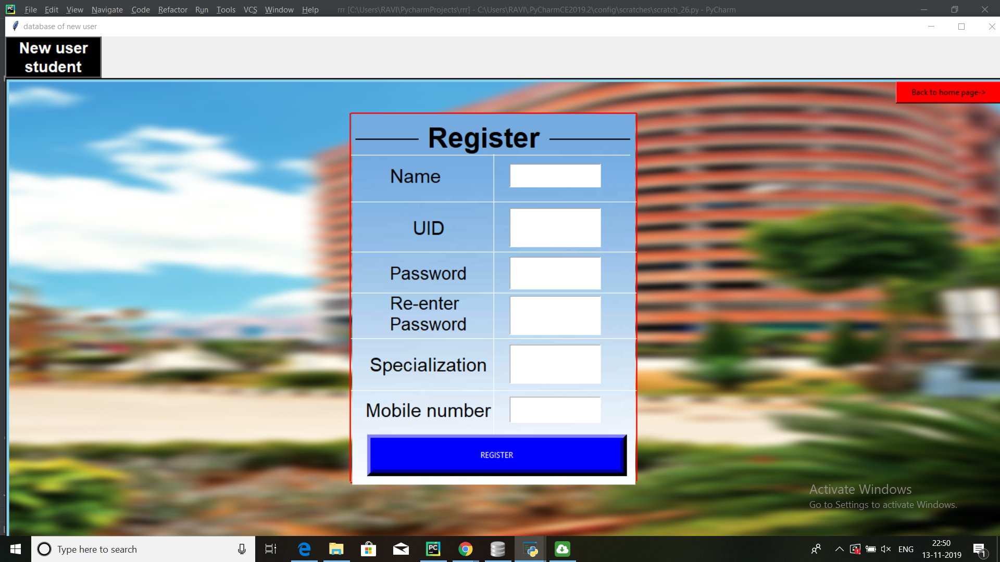 PC File Edit View Navigate Code Refactor Run Tools VCS Window Help rrr [C:\Users\RAVI\PycharmProjects\rrr] - C:\Users\RAVI\.PyCharmCE2019.2\config\scratches\scratch_26.py - PyCharm
database of new user
New user
student
Back to home page->
Register
Name
UID
Password
Re-enter
Password
Specialization
Mobile number
REGISTER
Activate Windows
Go to Settings to activate Windows.
Type here to search
PC
ENG
22:50
13-11-2019
1